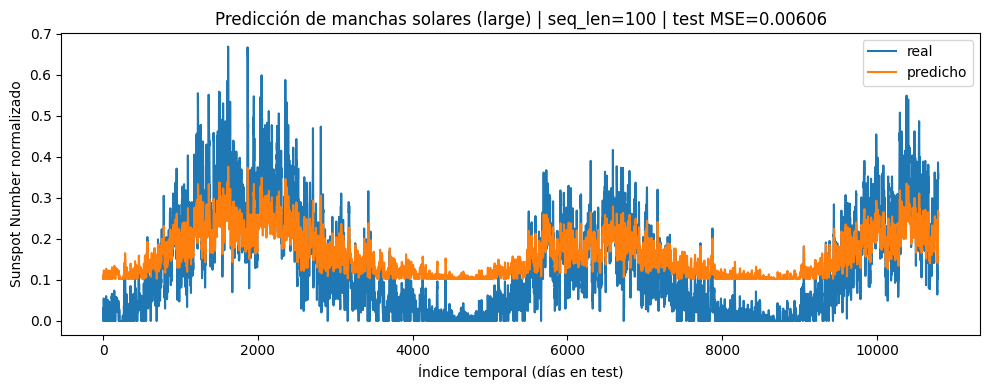 Predicción de manchas solares (large) | seq_len=100 | test MSE=0.00606
Sunspot Number normalizado
0.7
0.6
0.5
0.4
0.3
0.2
0.1
0.0
real
predicho
0
2000
4000
6000
8000
10000
Índice temporal (días en test)